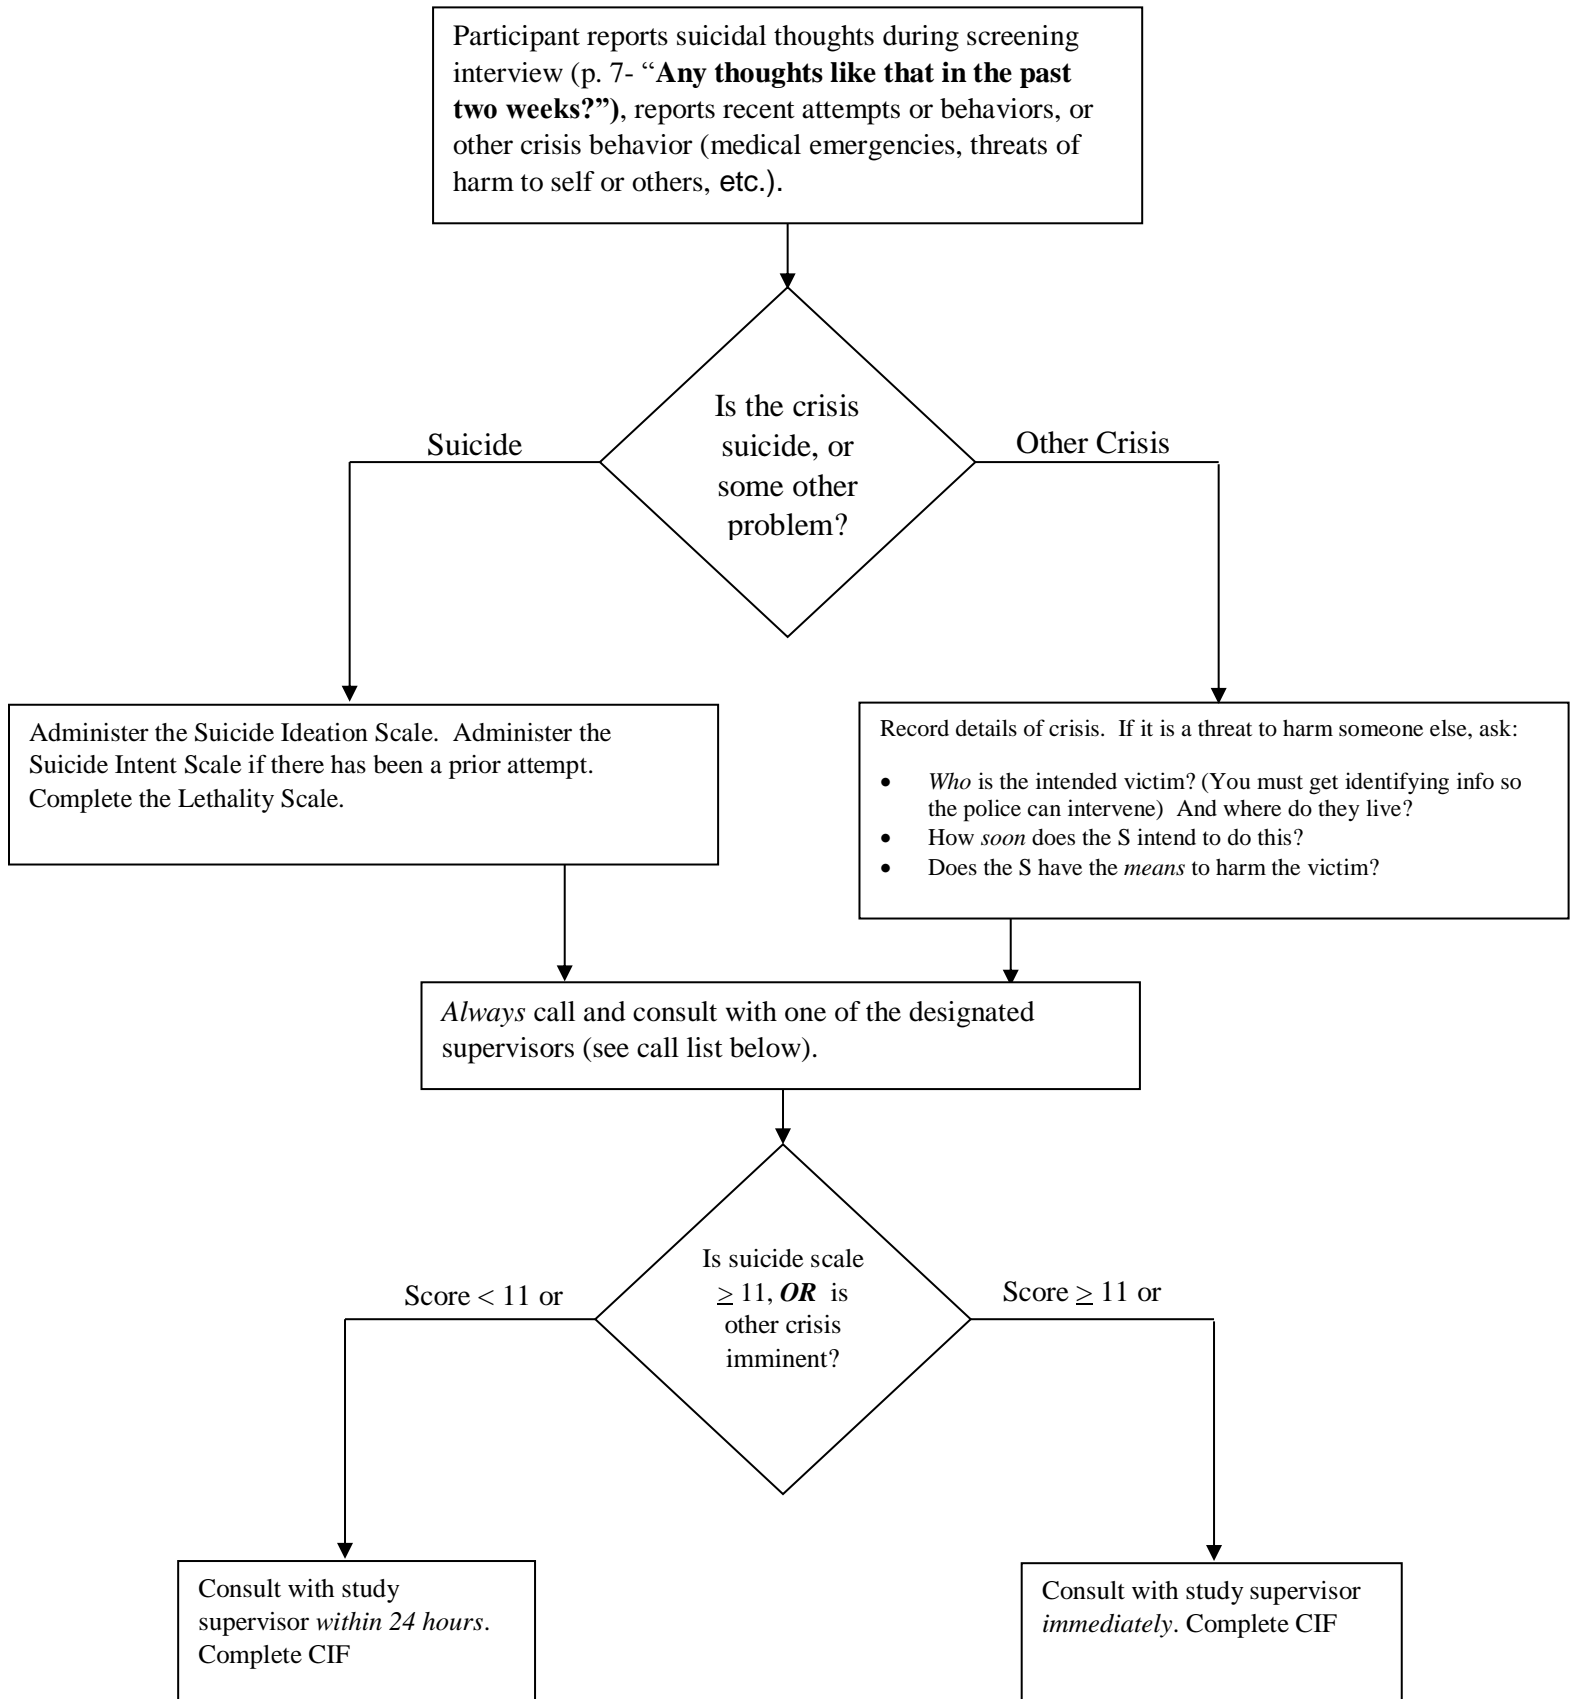 Participant reports suicidal thoughts during screening
interview (p. 7- “Any thoughts like that in the past
two weeks?”), reports recent attempts or behaviors, or
other crisis behavior (medical emergencies, threats of
harm to self or others, etc.).
Is the crisis
suicide, or
some other
problem?
Suicide
Other Crisis
Administer the Suicide Ideation Scale.  Administer the
Suicide Intent Scale if there has been a prior attempt.
Complete the Lethality Scale.
Record details of crisis.  If it is a threat to harm someone else, ask:
• Who is the intended victim? (You must get identifying info so
the police can intervene)  And where do they live?
• How soon does the S intend to do this?
• Does the S have the means to harm the victim?
Always call and consult with one of the designated
supervisors (see call list below).
Is suicide scale
≥ 11, OR  is
other crisis
imminent?
Score < 11 or
Score ≥ 11 or
Consult with study
supervisor within 24 hours.
Complete CIF
Consult with study supervisor
immediately. Complete CIF